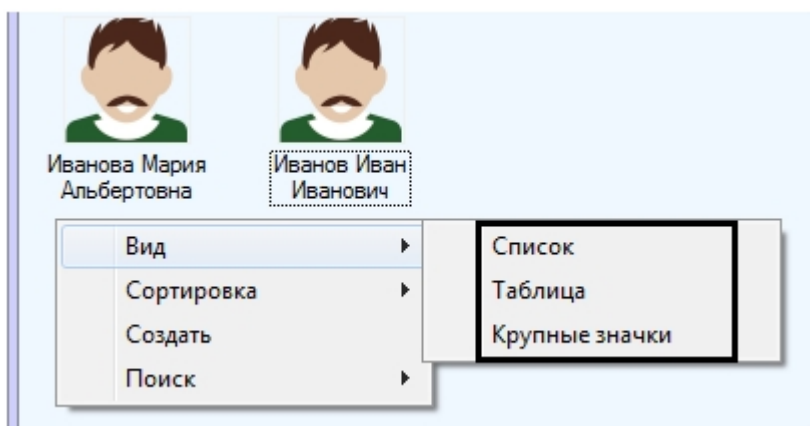 Иванова Мария
Альбертовна
Иванов Иван
Иванович
Вид
Сортировка
Создать
Поиск
Список
Таблица
Крупные значки